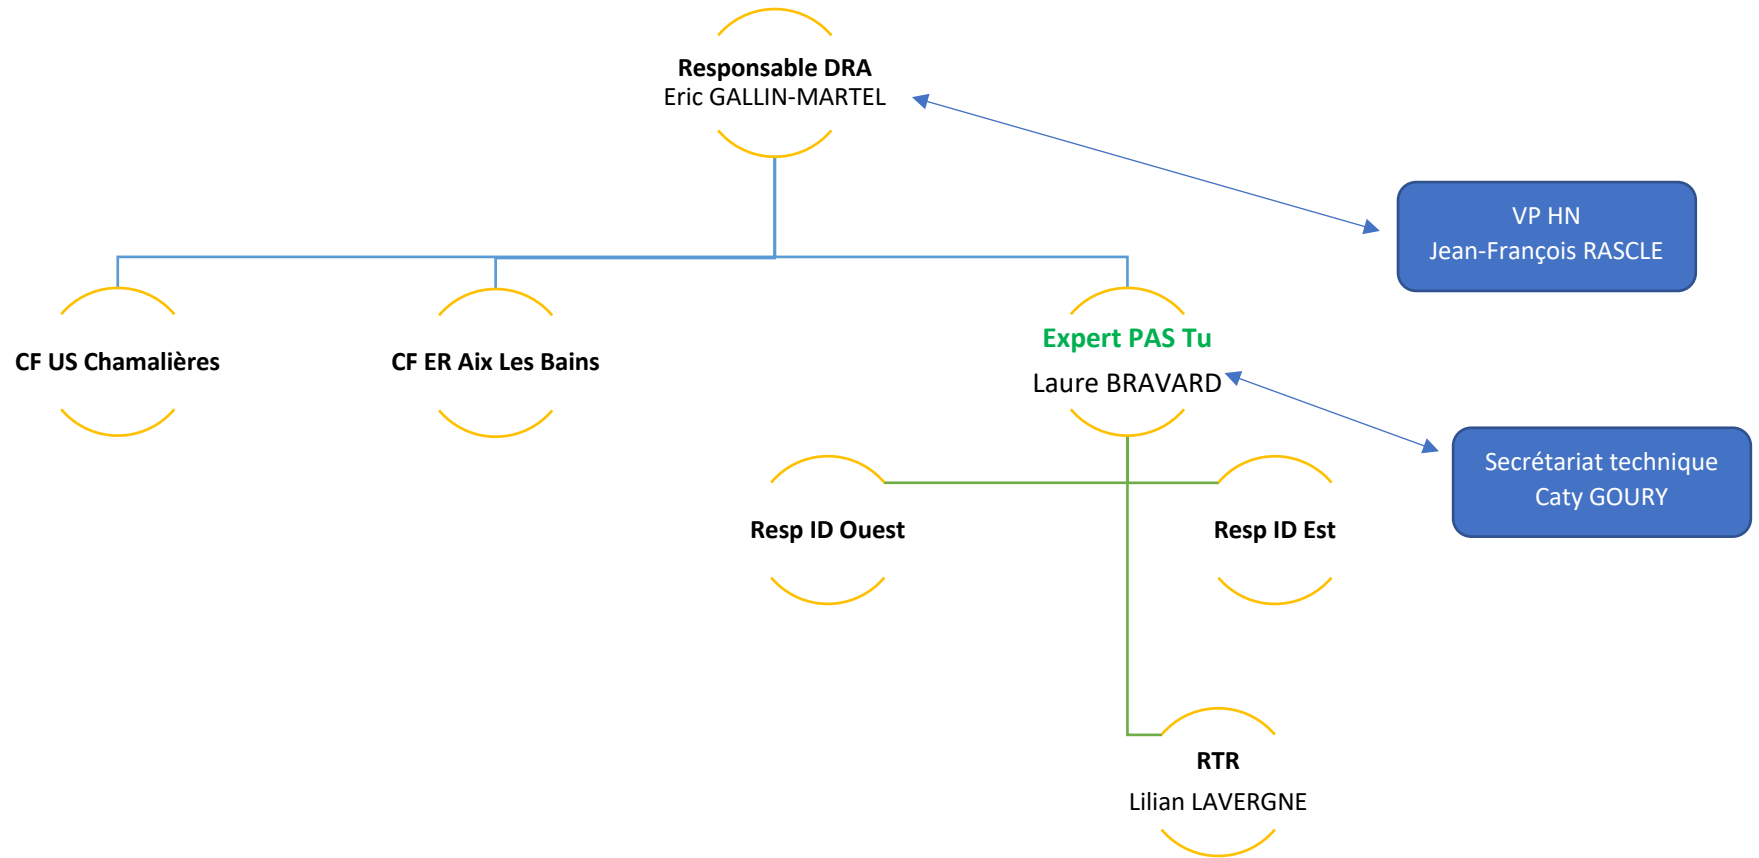 Responsable DRA
Eric GALLIN-MARTEL
VP HN
Jean-François RASCLE
CF US Chamalières
CF ER Aix Les Bains
Expert PAS Tu
Laure BRAVARD
Secrétariat technique
Caty GOURY
Resp ID Ouest
Resp ID Est
RTR
Lilian LAVERGNE